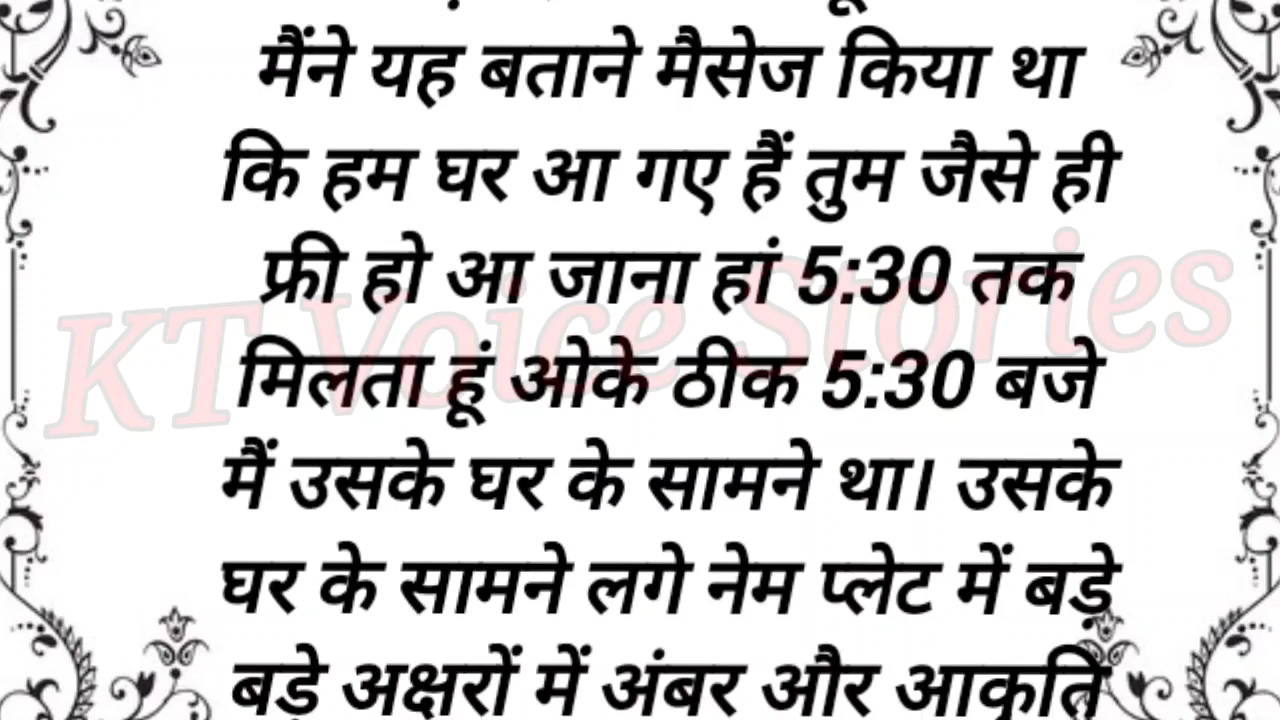 मैंने यह बताने मैसेज किया था
कि हम घर आ गए हैं तुम जैसे ही
फ्री हो आ जाना हां 5:30 तक
मिलता हूं ओके ठीक 5:30 बजे
मैं उसके घर के सामने था। उसके
घर के सामने लगे नेम प्लेट में बड़े
बड़े अक्षरों में अंबर और आकृति
KT Voice Stories